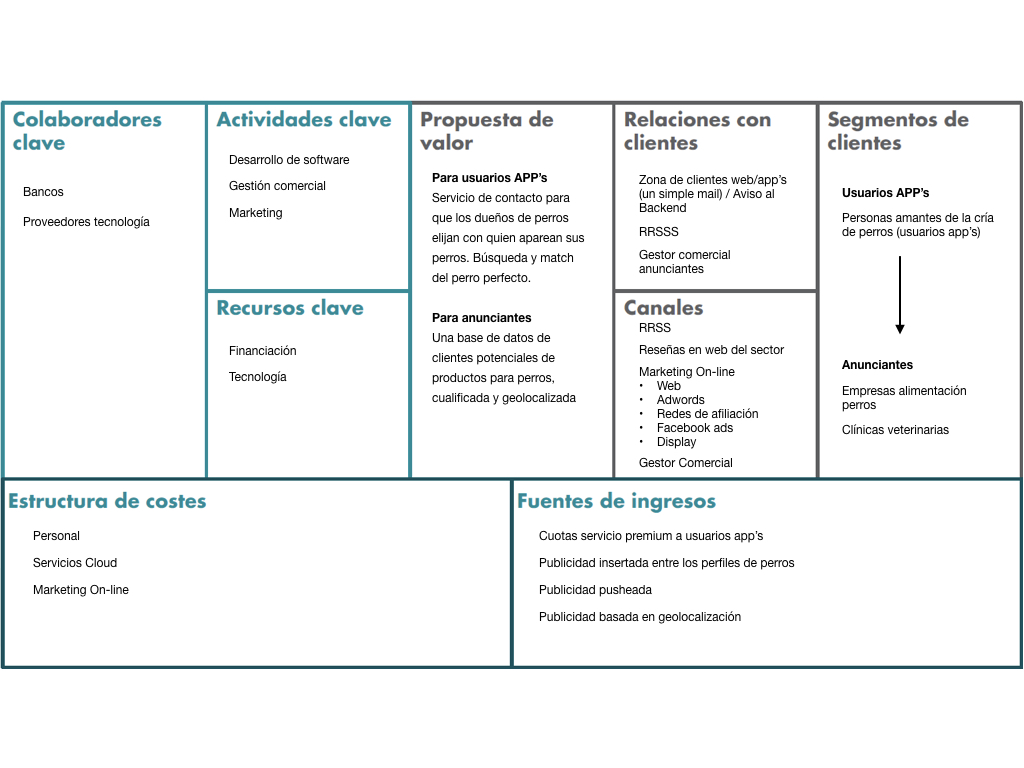 Colaboradores
clave
Bancos
Proveedores tecnología
Actividades clave
Desarrollo de software
Gestión comercial
Marketing
Recursos clave
Financiación
Tecnología
Propuesta de
valor
Para usuarios APP’s
Servicio de contacto para
que los dueños de perros
elijan con quien aparean sus
perros. Búsqueda y match
del perro perfecto.
Para anunciantes
Una base de datos de
clientes potenciales de
productos para perros,
cualificada y geolocalizada
Relaciones con
clientes
Zona de clientes web/app’s
(un simple mail) / Aviso al
Backend
RRSSS
Gestor comercial
anunciantes
Canales
RRSS
Reseñas en web del sector
Marketing On-line
• Web
• Adwords
• Redes de afiliación
• Facebook ads
• Display
Gestor Comercial
Segmentos de
clientes
Usuarios APP’s
Personas amantes de la cría
de perros (usuarios app’s)
Anunciantes
Empresas alimentación
perros
Clínicas veterinarias
Estructura de costes
Personal
Servicios Cloud
Marketing On-line
Fuentes de ingresos
Cuotas servicio premium a usuarios app’s
Publicidad insertada entre los perfiles de perros
Publicidad pusheada
Publicidad basada en geolocalización